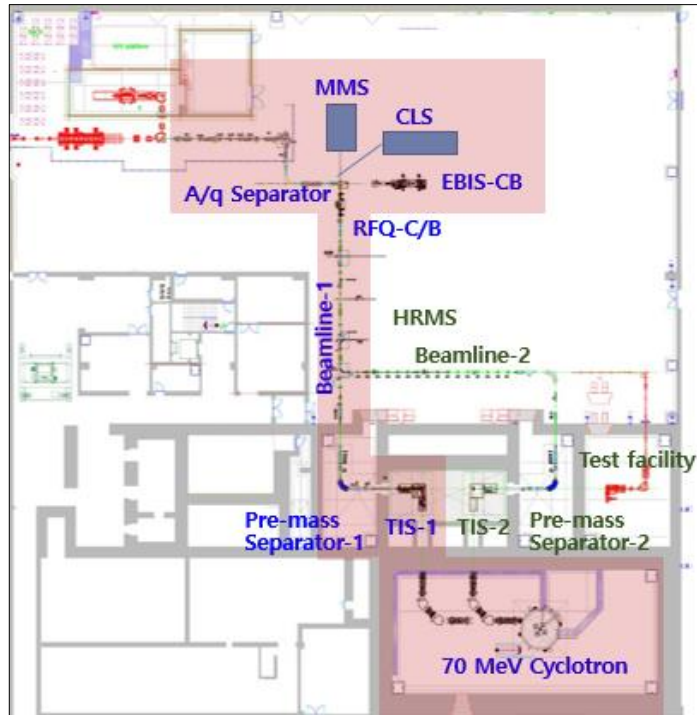 MMS
CLS
A/q Separator
EBIS-CB
RFQ-C/B
Beamline-1
HRMS
Beamline-2
Test facility
Pre-mass
Separator-1
TIS-1
TIS-2
Pre-mass
Separator-2
70 MeV Cyclotron